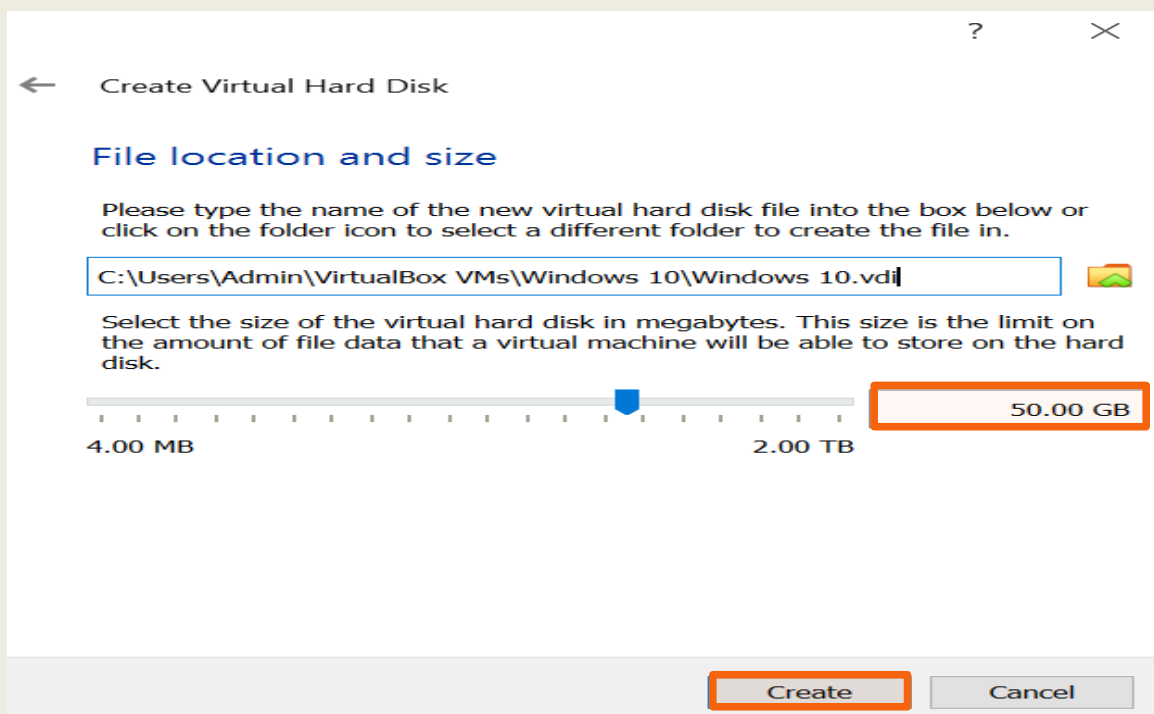 ?
Create Virtual Hard Disk
File location and size
Please type the name of the new virtual hard disk file into the box below or
click on the folder icon to select a different folder to create the file in.
C:\Users\Admin\VirtualBox VMs\Windows 10\Windows 10.vdi
Select the size of the virtual hard disk in megabytes. This size is the limit on
the amount of file data that a virtual machine will be able to store on the hard
disk.
50.00 GB
4.00 MB 2.00 TB
Create Cancel